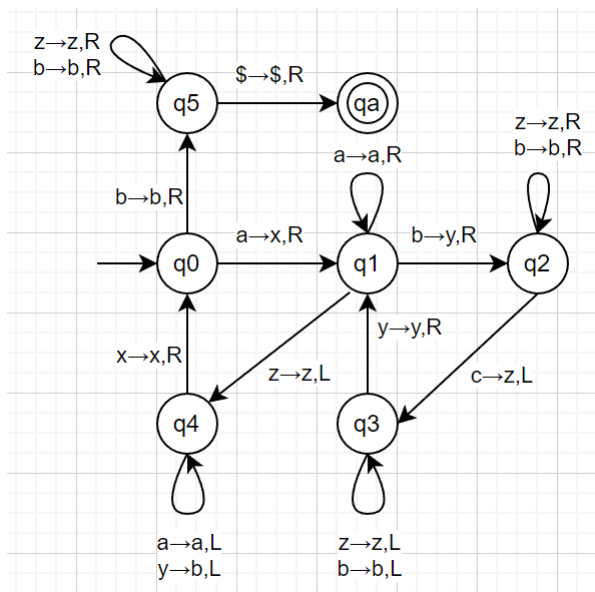 z→z,R
b→b,R
q5
$→$,R
qa
z→z,R
b→b,R
a→a,R
b→b,R
q0
a→x,R
q1
b→y,R
q2
x→x,R
z→z,L
y→y,R
c→z,L
q4
q3
a→a,L
y→b,L
z→z,L
b→b,L